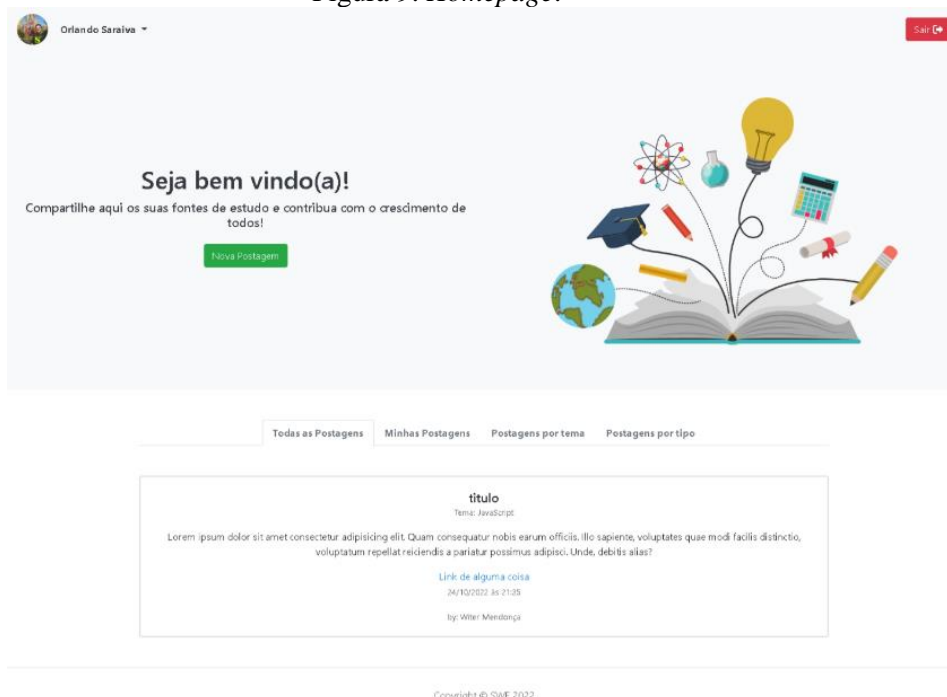 Figura 9. Homepage.
Orlando Saraiva
Sair
Seja bem vindo(a)!
Compartilhe aqui os suas fontes de estudo e contribua com o crescimento de
todos!
Nova Postagem
Todas as Postagens Minhas Postagens Postagens por tema Postagens por tipo
titulo
Tema: JavaScript
Lorem ipsum dolor sit amet consectetur adipisicing elit. Quam consequatur nobis earum officiis. Illo sapiente, voluptates quae modi facilis distinctio,
voluptatum repellat reiciendis a pariatur possimus adipisci. Unde, debitis alias?
Link de alguma coisa
24/10/2022 às 21:35
by: Witer Mendonça
Copyright © SWF 2022